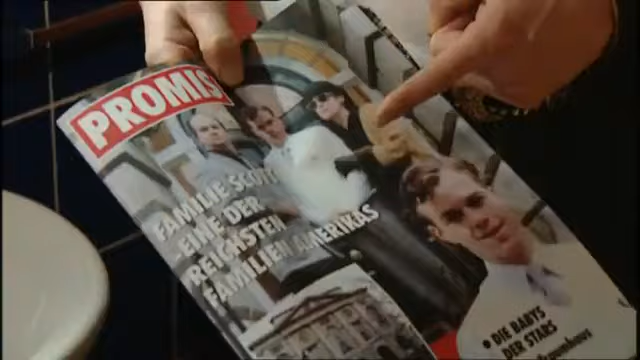 PROMIS
FAMILIE SCOTT
- EINE DER
REICHSTEN
FAMILIEN AMERIKAS
• DIE BABYS
DER STARS